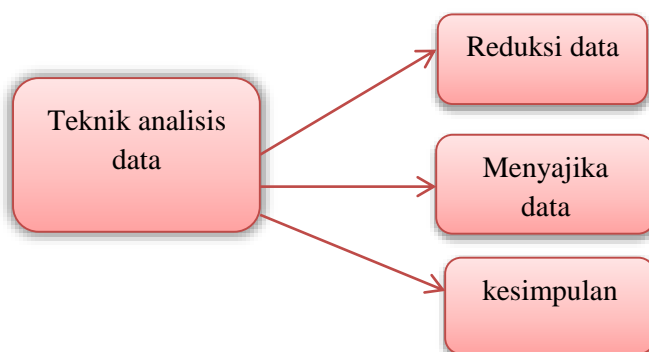 Reduksi data
Teknik analisis
data
Menyajika
data
kesimpulan